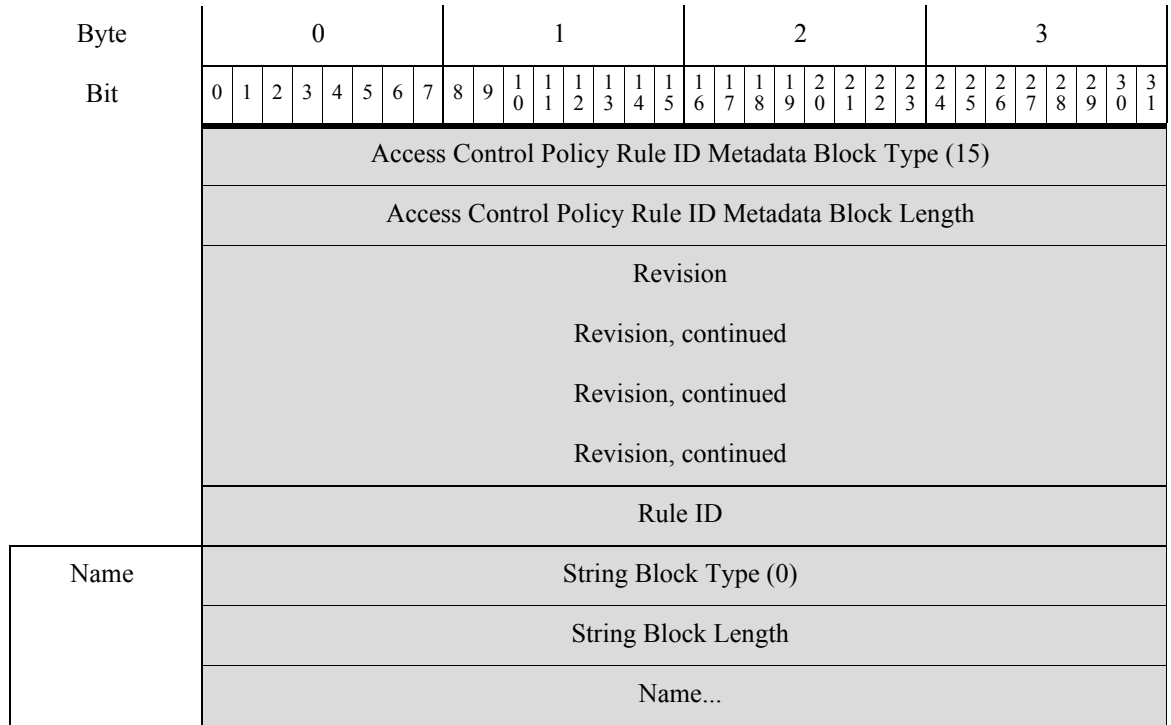 Byte 0 1 2 3
Bit 0 1 2 3 4 5 6 7 8 9 10 11 12 13 14 15 16 17 18 19 20 21 22 23 24 25 26 27 28 29 30 31
Access Control Policy Rule ID Metadata Block Type (15)
Access Control Policy Rule ID Metadata Block Length
Revision
Revision, continued
Revision, continued
Revision, continued
Rule ID
Name String Block Type (0)
String Block Length
Name...